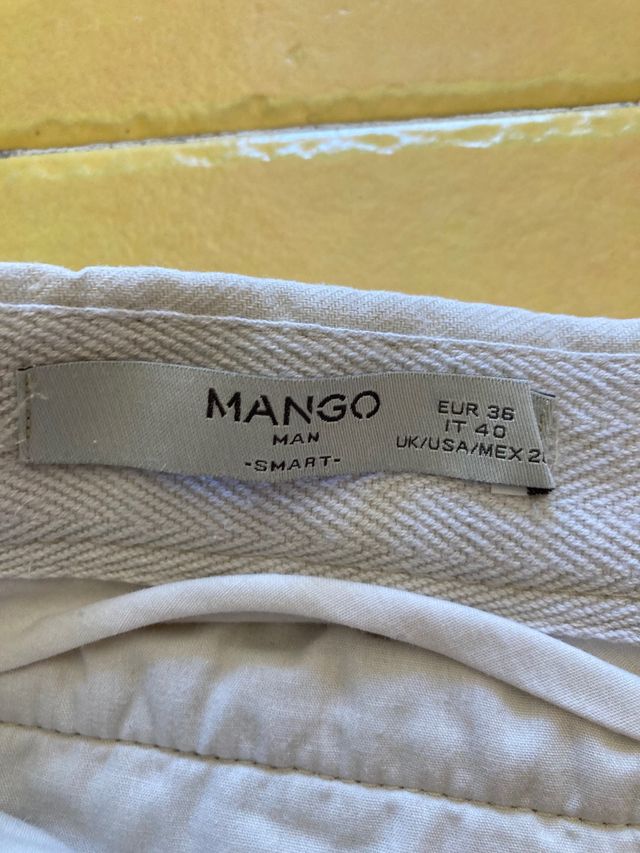 MANGO
MAN
-SMART-
EUR 36
IT 40
UK/USA/MEX